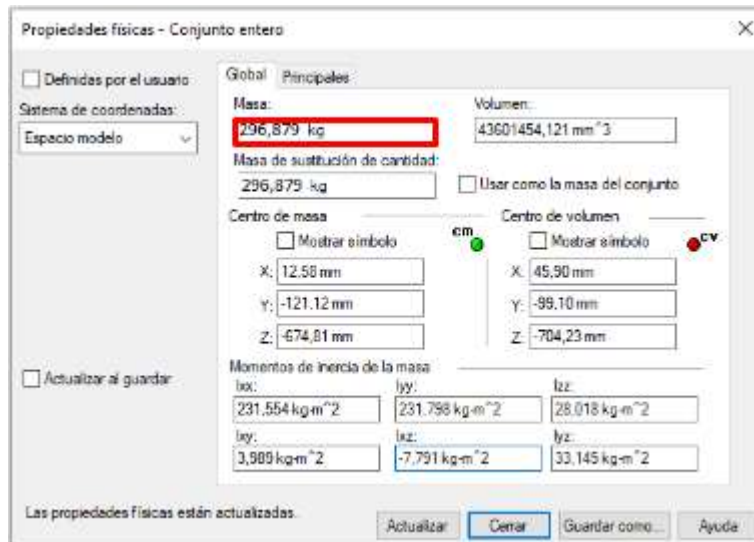 Propiedades físicas - Conjunto entero
Definidas por el usuario
Sistema de coordenadas:
Espacio modelo
Global Principales
Masa: Volumen:
296,879 kg 43601454,121 mm^3
Masa de sustitución de cantidad:
296,879 kg Usar como la masa del conjunto
Centro de masa Centro de volumen
Mostrar símbolo cm Mostrar símbolo cv
X: 12.58 mm X: 45,90 mm
Y: -121.12 mm Y: -99.10 mm
Z: -674,81 mm Z: -704,23 mm
Actualizar al guardar
Momentos de inercia de la masa
Ixx: Iyy: Izz:
231.554 kg-m^2 231.798 kg-m^2 28.018 kg-m^2
Ixy: Ixz: Iyz:
3,989 kg-m^2 -7,791 kg-m^2 33,145 kg-m^2
Las propiedades físicas están actualizadas.
Actualizar Cerrar Guardar como... Ayuda